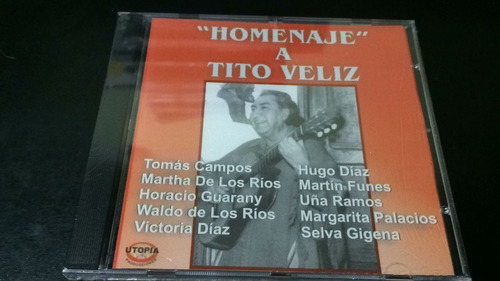 "HOMENAJE"
A
TITO VELIZ
Tomás Campos
Martha De Los Ríos
Horacio Guarany
Waldo de Los Ríos
Victoria Díaz
Hugo Díaz
Martín Funes
Uña Ramos
Margarita Palacios
Selva Gigena
UTOPIA